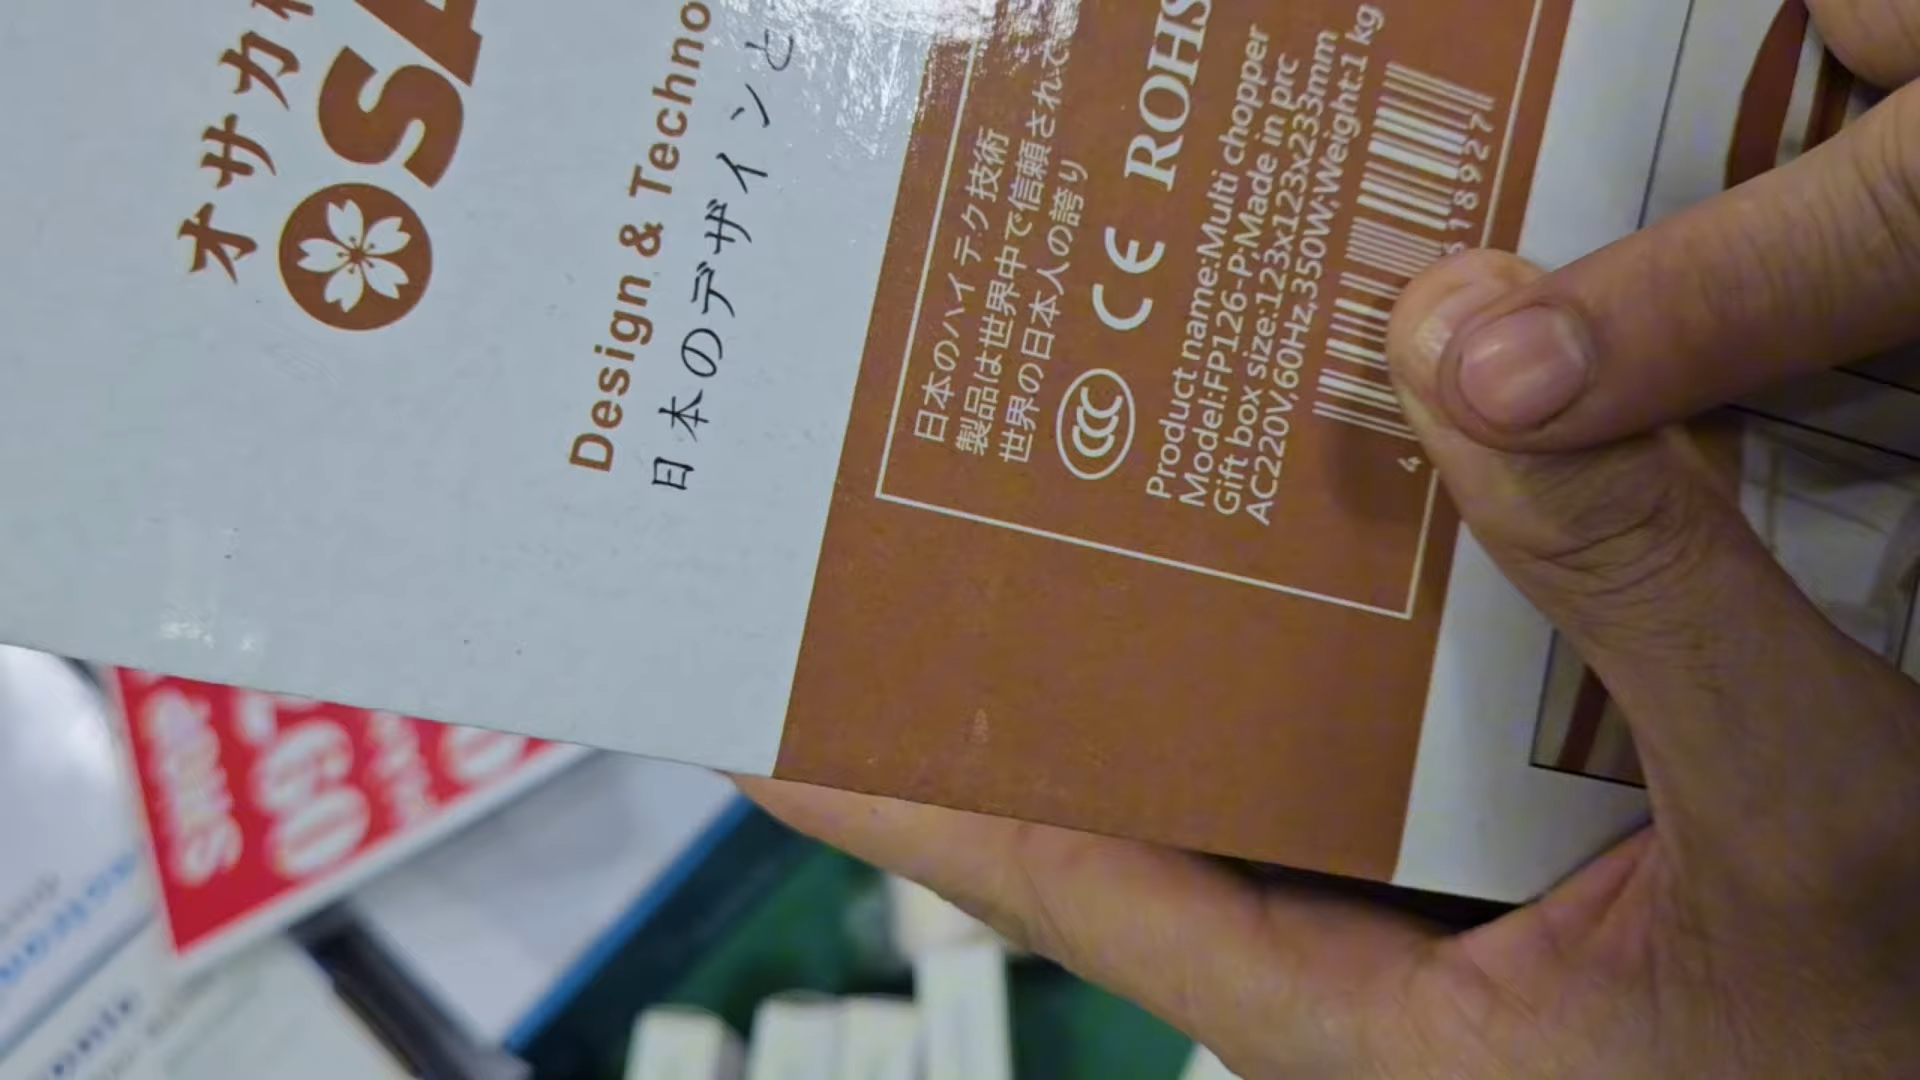 オサカ
OSA
Design & Techno
日本のデザインと
日本のハイテク技術
製品は世界中で信頼されて
世界の日本人の誇り
CCC CE ROHS
Product name:Multi chopper
Model:FP126-P;Made in prc
Gift box size:123x123x233mm
AC220V,60Hz,350W;Weight:1 kg
4
618927